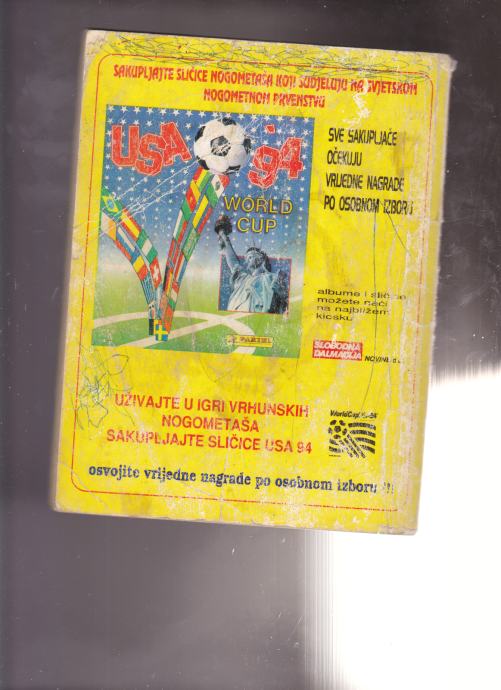 SAKUPLJAJTE SLIČICE NOGOMETAŠA KOJI SUDJELUJU NA SVJETSKOM
NOGOMETNOM PRVENSTVU
USA '94
WORLD
CUP
PANINI
SVE SAKUPLJAČE
OČEKUJU
VRIJEDNE NAGRADE
PO OSOBNOM IZBORU
albume i sličice
možete naći
na najbližem
kiosku
SLOBODNA
DALMACIJA
NOVINE d.
UŽIVAJTE U IGRI VRHUNSKIH
NOGOMETAŠA
SAKUPLJAJTE SLIČICE USA 94
WorldCupUSA94
osvojite vrijedne nagrade po osobnom izboru !!!